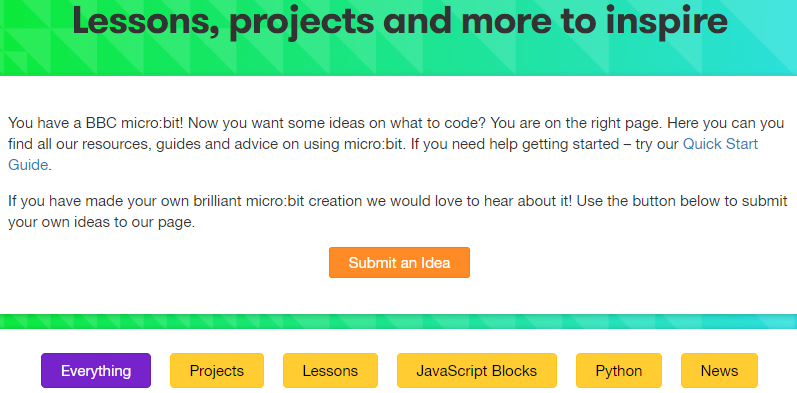 Lessons, projects and more to inspire
You have a BBC micro:bit! Now you want some ideas on what to code? You are on the right page. Here you can you
find all our resources, guides and advice on using micro:bit. If you need help getting started – try our Quick Start
Guide.
If you have made your own brilliant micro:bit creation we would love to hear about it! Use the button below to submit
your own ideas to our page.
Submit an Idea
Everything Projects Lessons JavaScript Blocks Python News